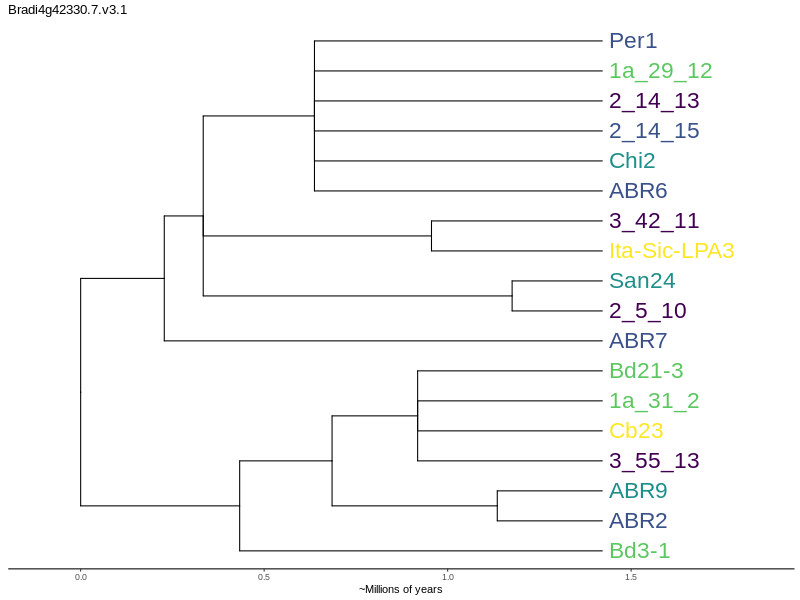 Bradi4g42330.7.v3.1
Per1
1a_29_12
2_14_13
2_14_15
Chi2
ABR6
3_42_11
Ita-Sic-LPA3
San24
2_5_10
ABR7
Bd21-3
1a_31_2
Cb23
3_55_13
ABR9
ABR2
Bd3-1
0.0 0.5 1.0 1.5
~Millions of years